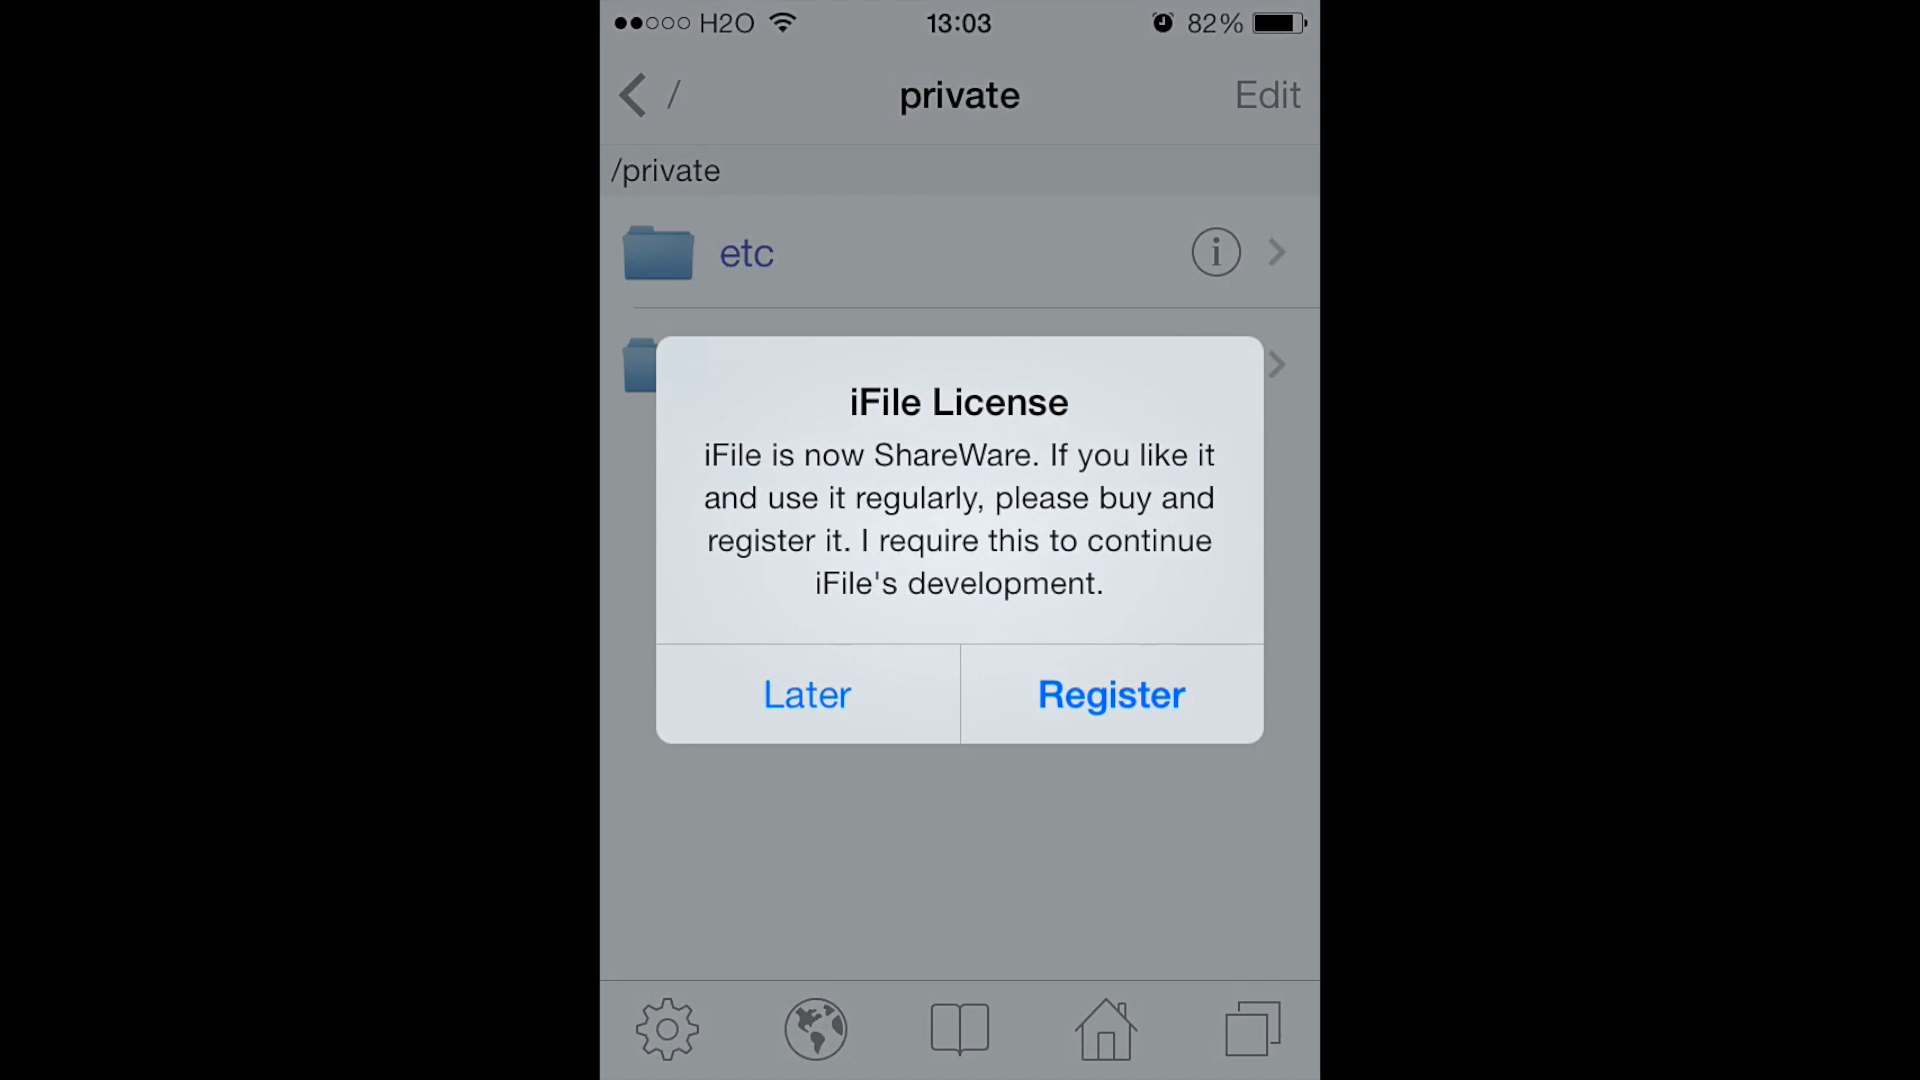 H2O 13:03 82%
/ private Edit
/private
etc
iFile License
iFile is now ShareWare. If you like it
and use it regularly, please buy and
register it. I require this to continue
iFile's development.
Later Register